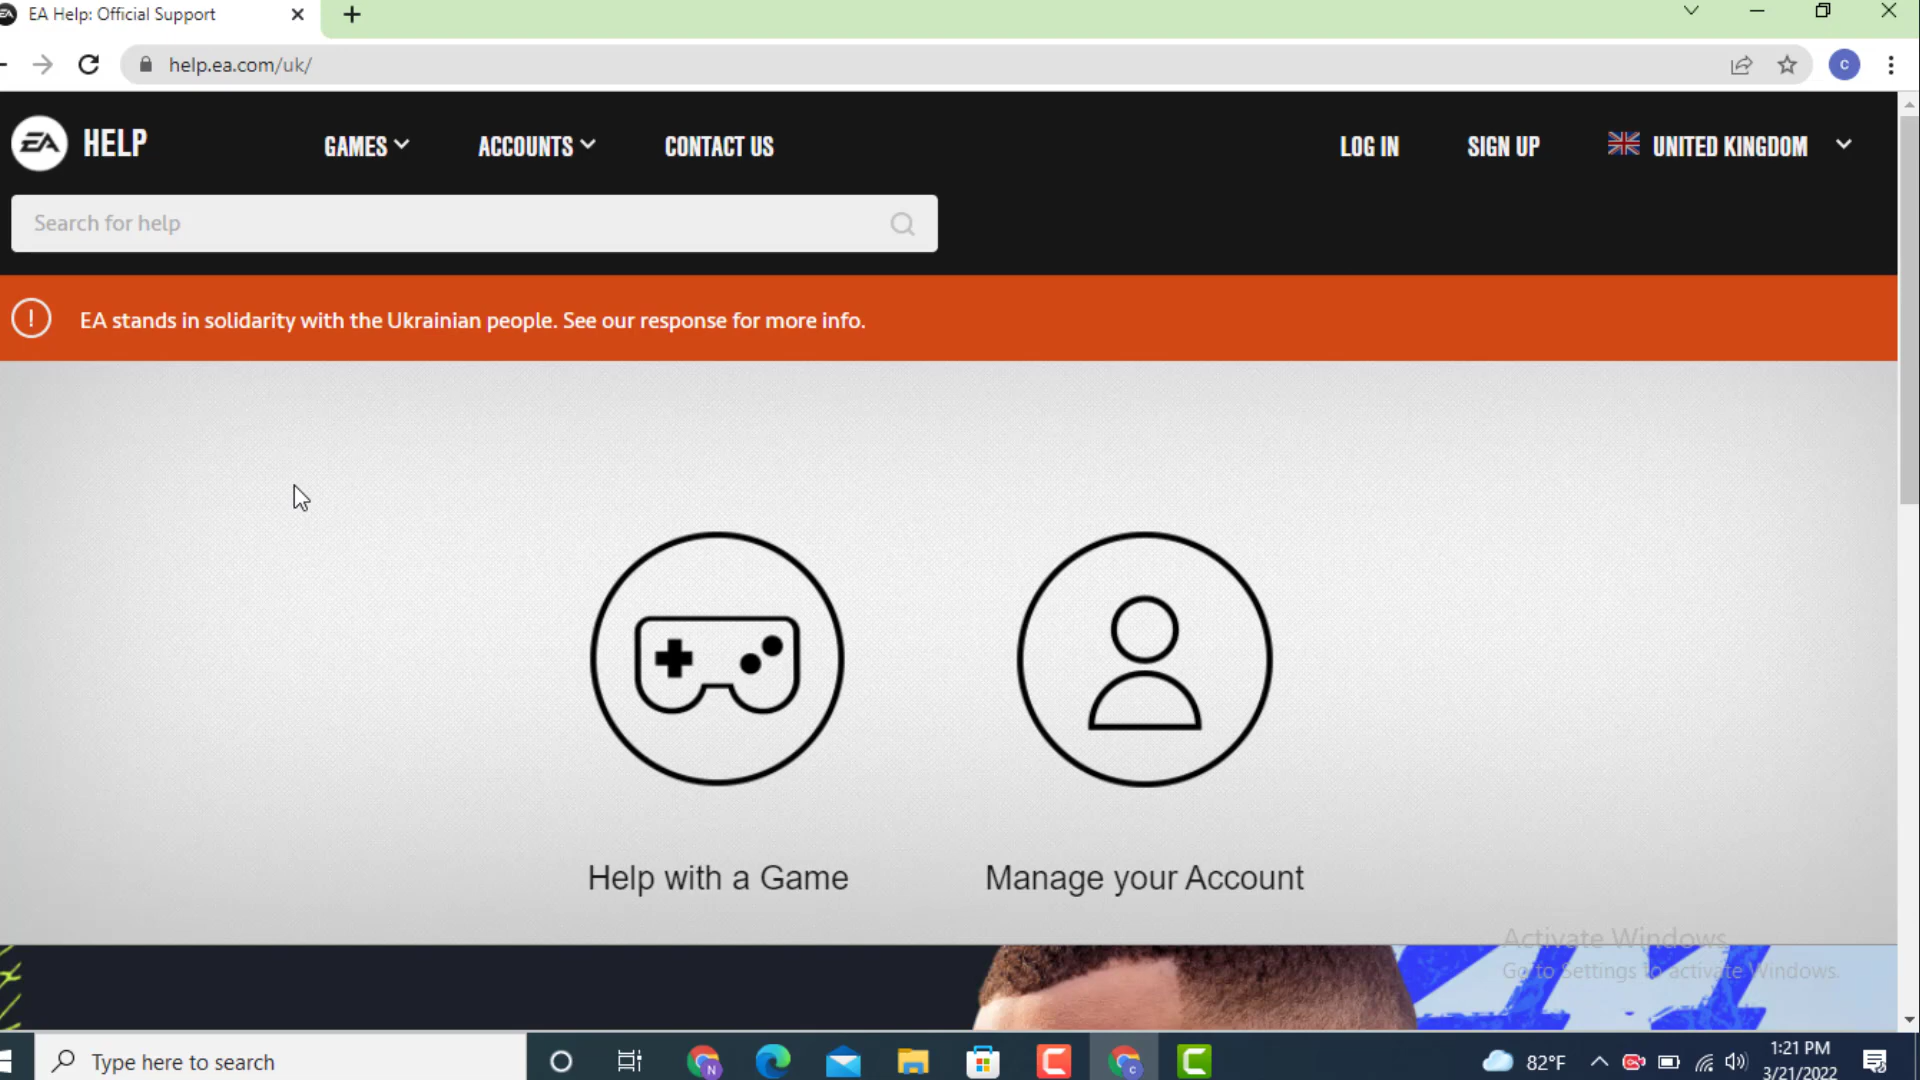 EA Help: Official Support
help.ea.com/uk/
C
EA HELP
GAMES
ACCOUNTS
CONTACT US
LOG IN
SIGN UP
UNITED KINGDOM
Search for help
EA stands in solidarity with the Ukrainian people. See our response for more info.
Help with a Game
Manage your Account
Activate Windows
Go to Settings to activate Windows.
Type here to search
N
C
82°F
1:21 PM
3/21/2022